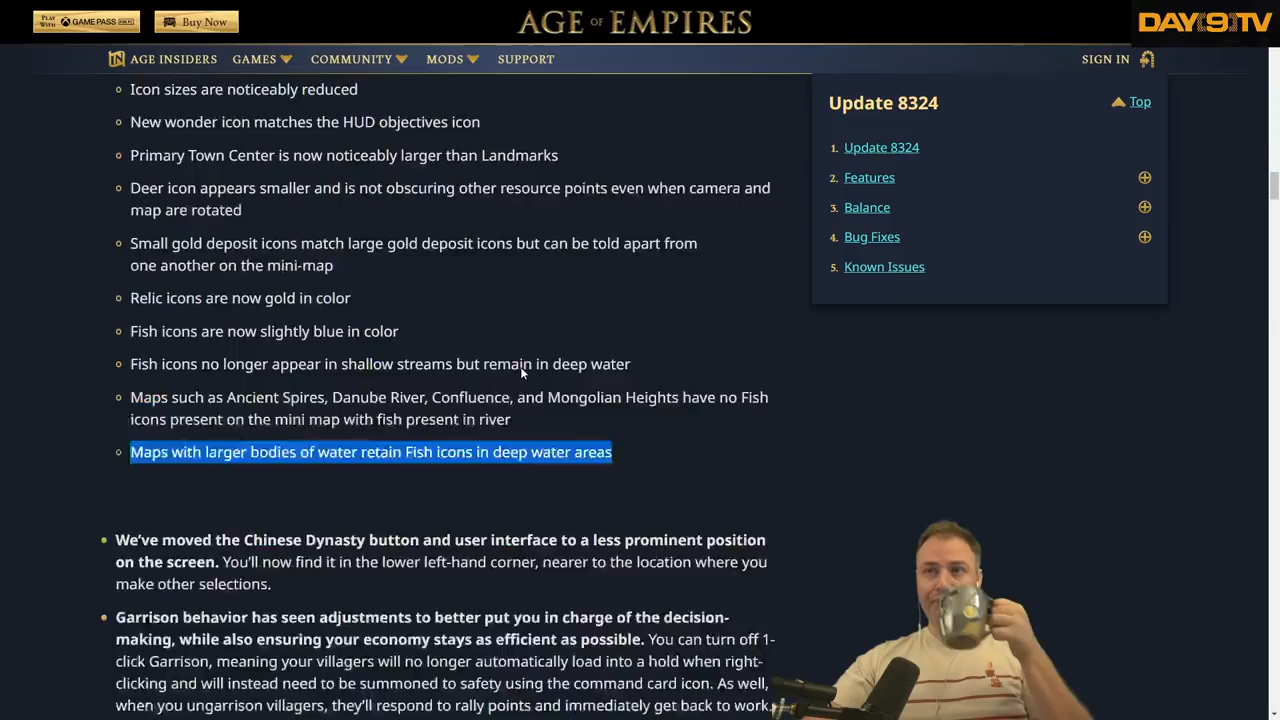 PLAY WITH XBOX GAME PASS FOR PC
Buy Now
AGE OF EMPIRES
DAY[9].TV
AGE INSIDERS
GAMES
COMMUNITY
MODS
SUPPORT
SIGN IN
Icon sizes are noticeably reduced
New wonder icon matches the HUD objectives icon
Primary Town Center is now noticeably larger than Landmarks
Deer icon appears smaller and is not obscuring other resource points even when camera and
map are rotated
Small gold deposit icons match large gold deposit icons but can be told apart from
one another on the mini-map
Relic icons are now gold in color
Fish icons are now slightly blue in color
Fish icons no longer appear in shallow streams but remain in deep water
Maps such as Ancient Spires, Danube River, Confluence, and Mongolian Heights have no Fish
icons present on the mini map with fish present in river
Maps with larger bodies of water retain Fish icons in deep water areas
We've moved the Chinese Dynasty button and user interface to a less prominent position
on the screen. You'll now find it in the lower left-hand corner, nearer to the location where you
make other selections.
Garrison behavior has seen adjustments to better put you in charge of the decision-
making, while also ensuring your economy stays as efficient as possible. You can turn off 1-
click Garrison, meaning your villagers will no longer automatically load into a hold when right-
clicking and will instead need to be summoned to safety using the command card icon. As well,
when you ungarrison villagers, they'll respond to rally points and immediately get back to work.
Update 8324
Top
1. Update 8324
2. Features
3. Balance
4. Bug Fixes
5. Known Issues